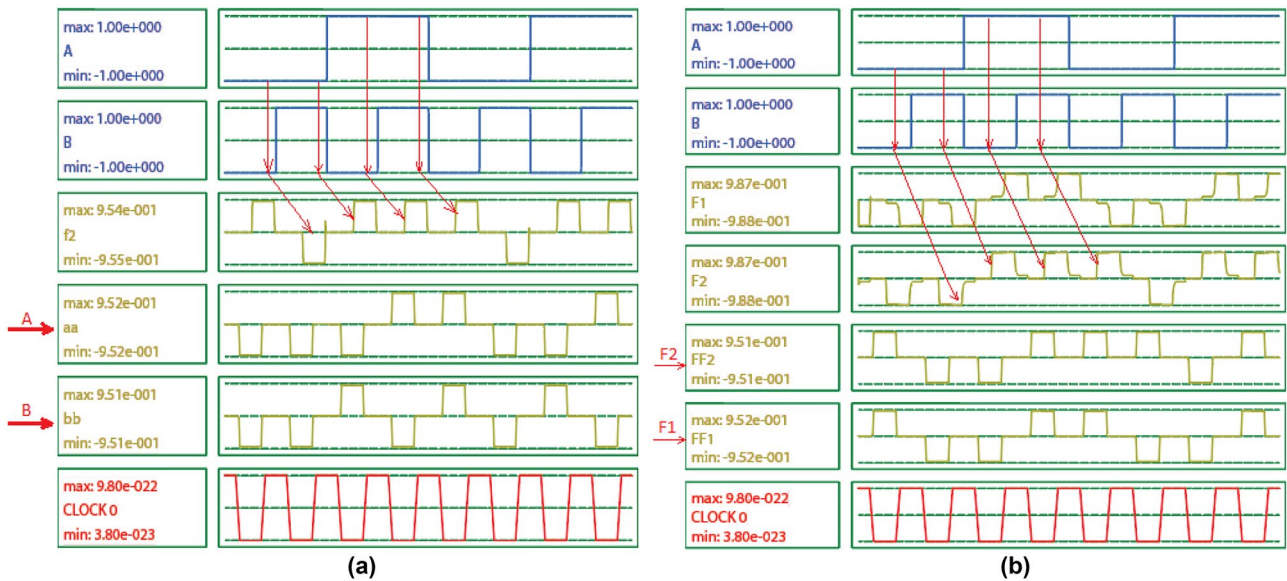 max: 1.00e+000
A
min: -1.00e+000
max: 1.00e+000
B
min: -1.00e+000
max: 9.54e-001
f2
min: -9.55e-001
A
max: 9.52e-001
aa
min: -9.52e-001
B
max: 9.51e-001
bb
min: -9.51e-001
max: 9.80e-022
CLOCK 0
min: 3.80e-023
(a)
max: 1.00e+000
A
min: -1.00e+000
max: 1.00e+000
B
min: -1.00e+000
max: 9.87e-001
F1
min: -9.88e-001
max: 9.87e-001
F2
min: -9.88e-001
F2
max: 9.51e-001
FF2
min: -9.51e-001
F1
max: 9.52e-001
FF1
min: -9.52e-001
max: 9.80e-022
CLOCK 0
min: 3.80e-023
(b)